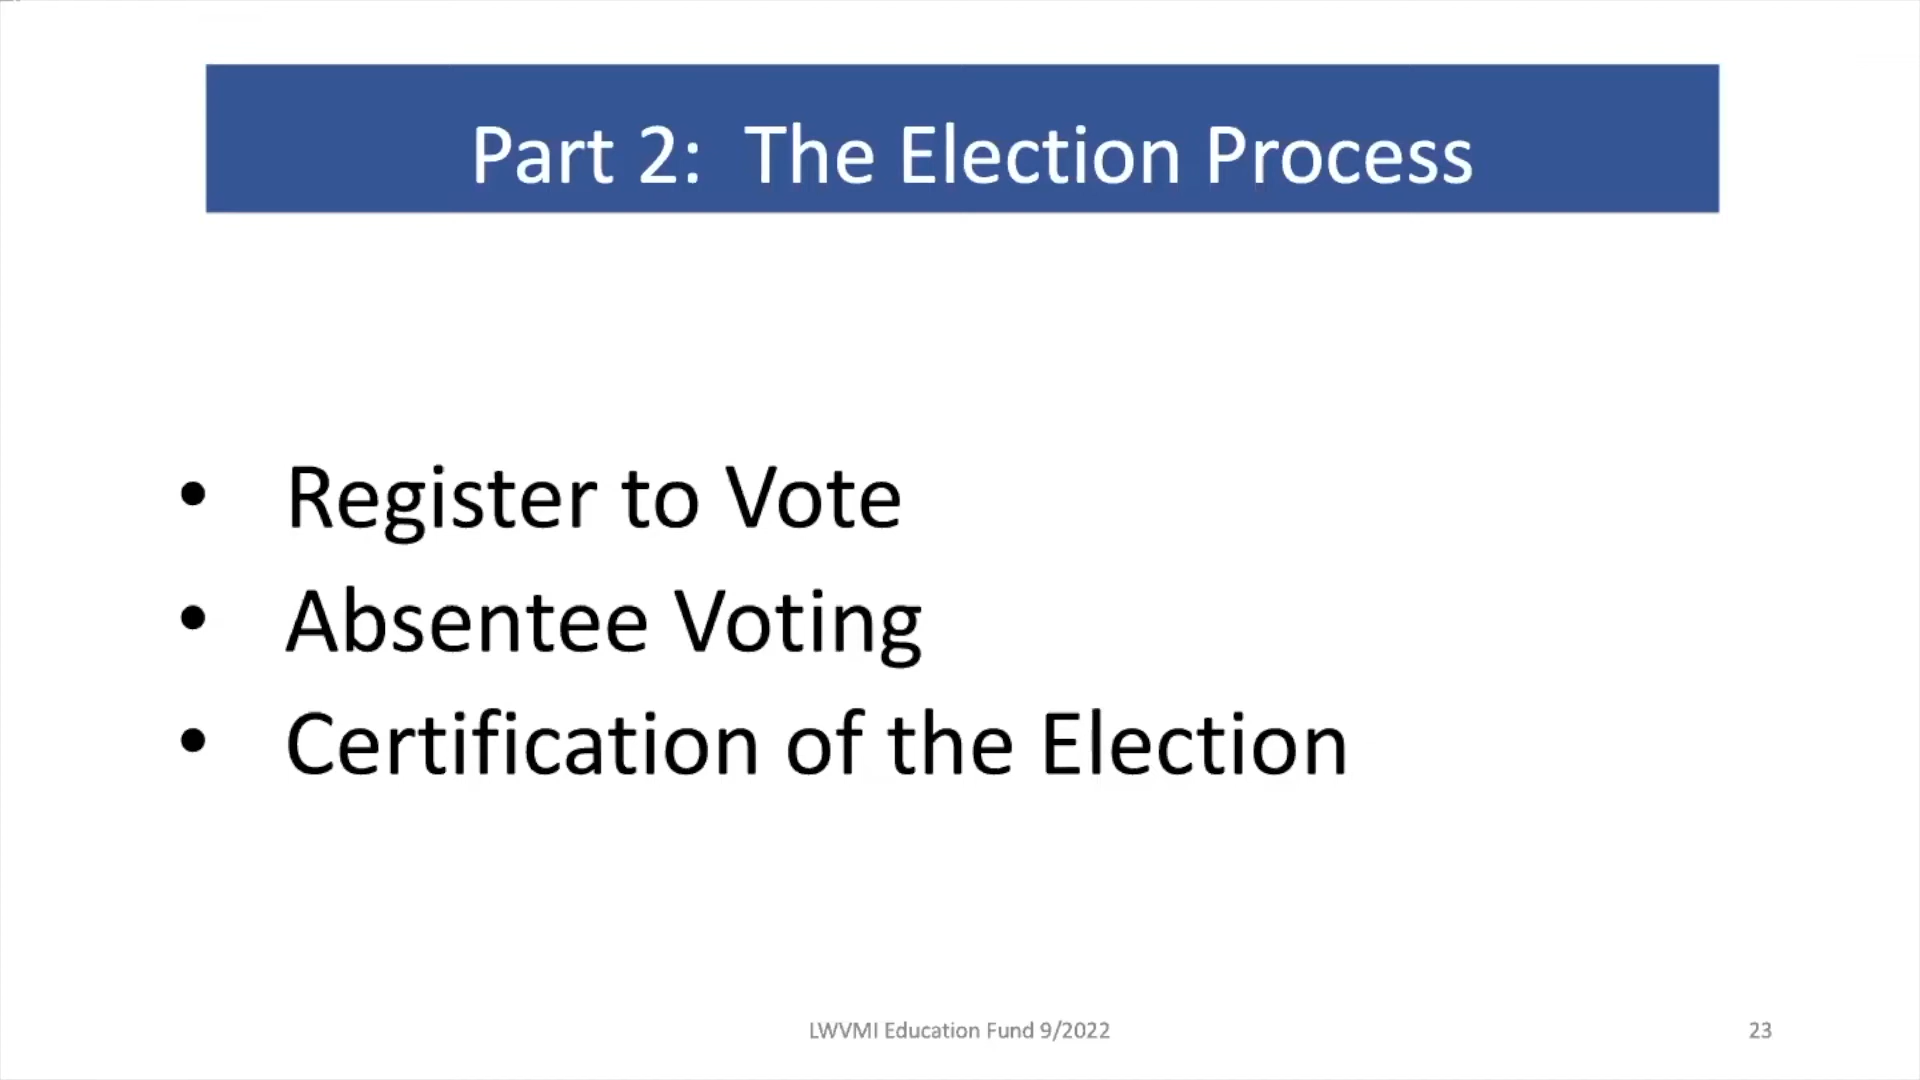 Part 2:  The Election Process
• Register to Vote
• Absentee Voting
• Certification of the Election
LWVMI Education Fund 9/2022
23